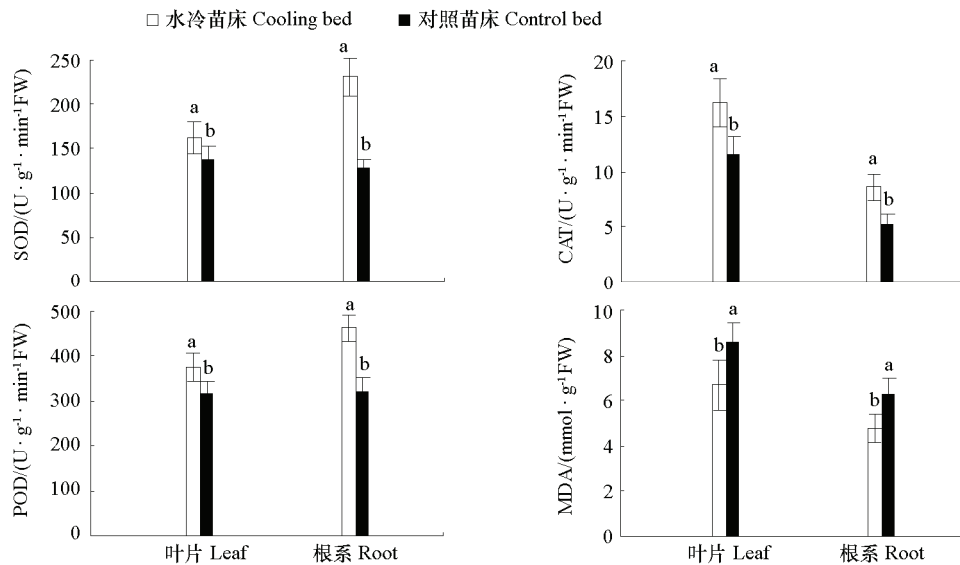 水冷苗床 Cooling bed
对照苗床 Control bed
SOD/(U · g⁻¹ · min⁻¹FW)
250
200
150
100
50
0
a
b
a
b
CAT/(U · g⁻¹ · min⁻¹FW)
20
15
10
5
0
a
b
a
b
POD/(U · g⁻¹ · min⁻¹FW)
500
400
300
200
100
0
a
b
a
b
叶片 Leaf
根系 Root
MDA/(mmol · g⁻¹FW)
10
8
6
4
2
0
b
a
b
a
叶片 Leaf
根系 Root